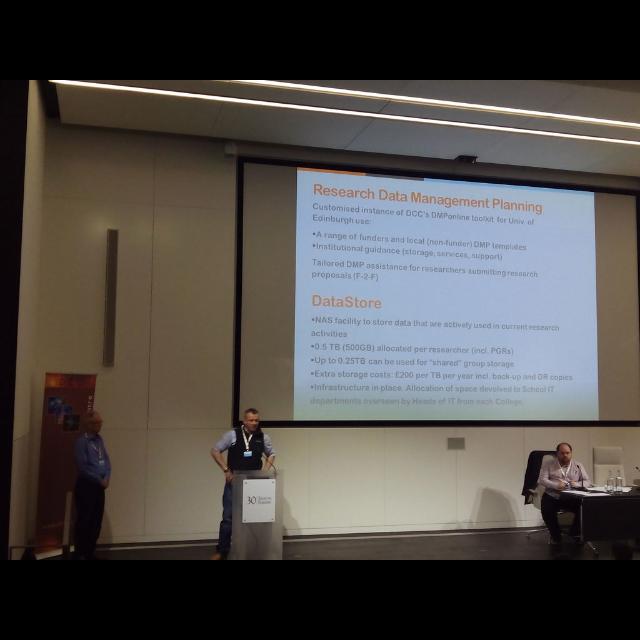 Research Data Management Planning
Customised instance of DCC's DMPonline toolkit for Univ. of
Edinburgh use:
•A range of funders and local (non-funder) DMP templates
•Institutional guidance (storage, services, support)
Tailored DMP assistance for researchers submitting research
proposals (F-2-F)
DataStore
•NAS facility to store data that are actively used in current research
activities
•0.5 TB (500GB) allocated per researcher (incl. PGRs)
•Up to 0.25TB can be used for "shared" group storage
•Extra storage costs: £200 per TB per year incl. back-up and DR copies
•Infrastructure in place. Allocation of space devolved to School IT
departments overseen by Heads of IT from each College.
30